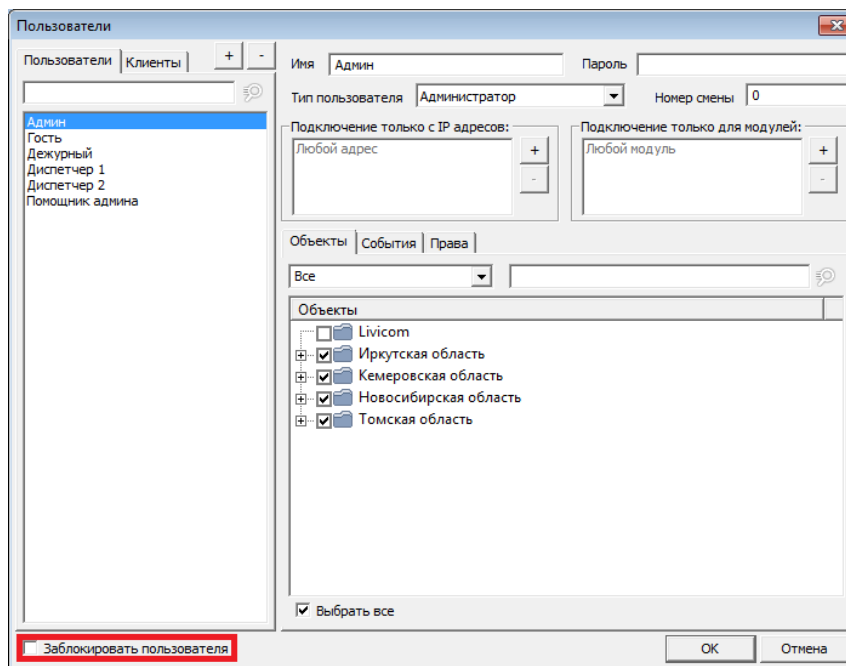 Пользователи
Пользователи Клиенты + -
Имя Админ Пароль
Тип пользователя Администратор Номер смены 0
Админ
Гость
Дежурный
Диспетчер 1
Диспетчер 2
Помощник админа
Подключение только с IP адресов:
Любой адрес
+
-
Подключение только для модулей:
Любой модуль
+
-
Объекты События Права
Все
Объекты
Livicom
Иркутская область
Кемеровская область
Новосибирская область
Томская область
Выбрать все
Заблокировать пользователя
OK Отмена